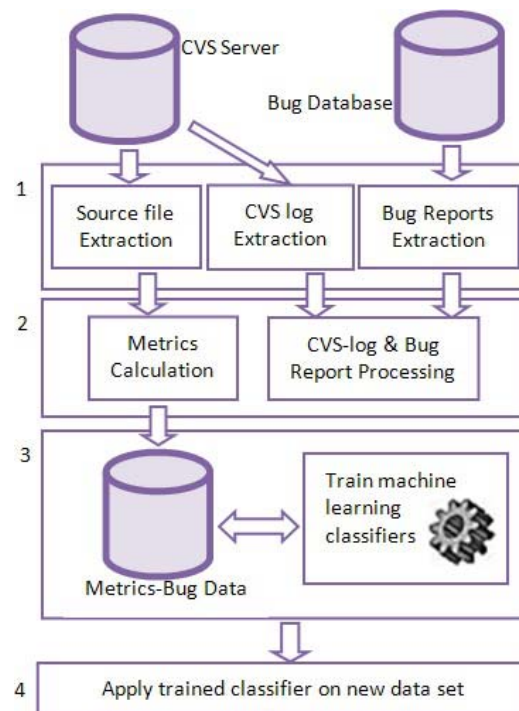 CVS Server
Bug Database
1
Source file
Extraction
CVS log
Extraction
Bug Reports
Extraction
2
Metrics
Calculation
CVS-log & Bug
Report Processing
3
Train machine
learning
classifiers
Metrics-Bug Data
4
Apply trained classifier on new data set